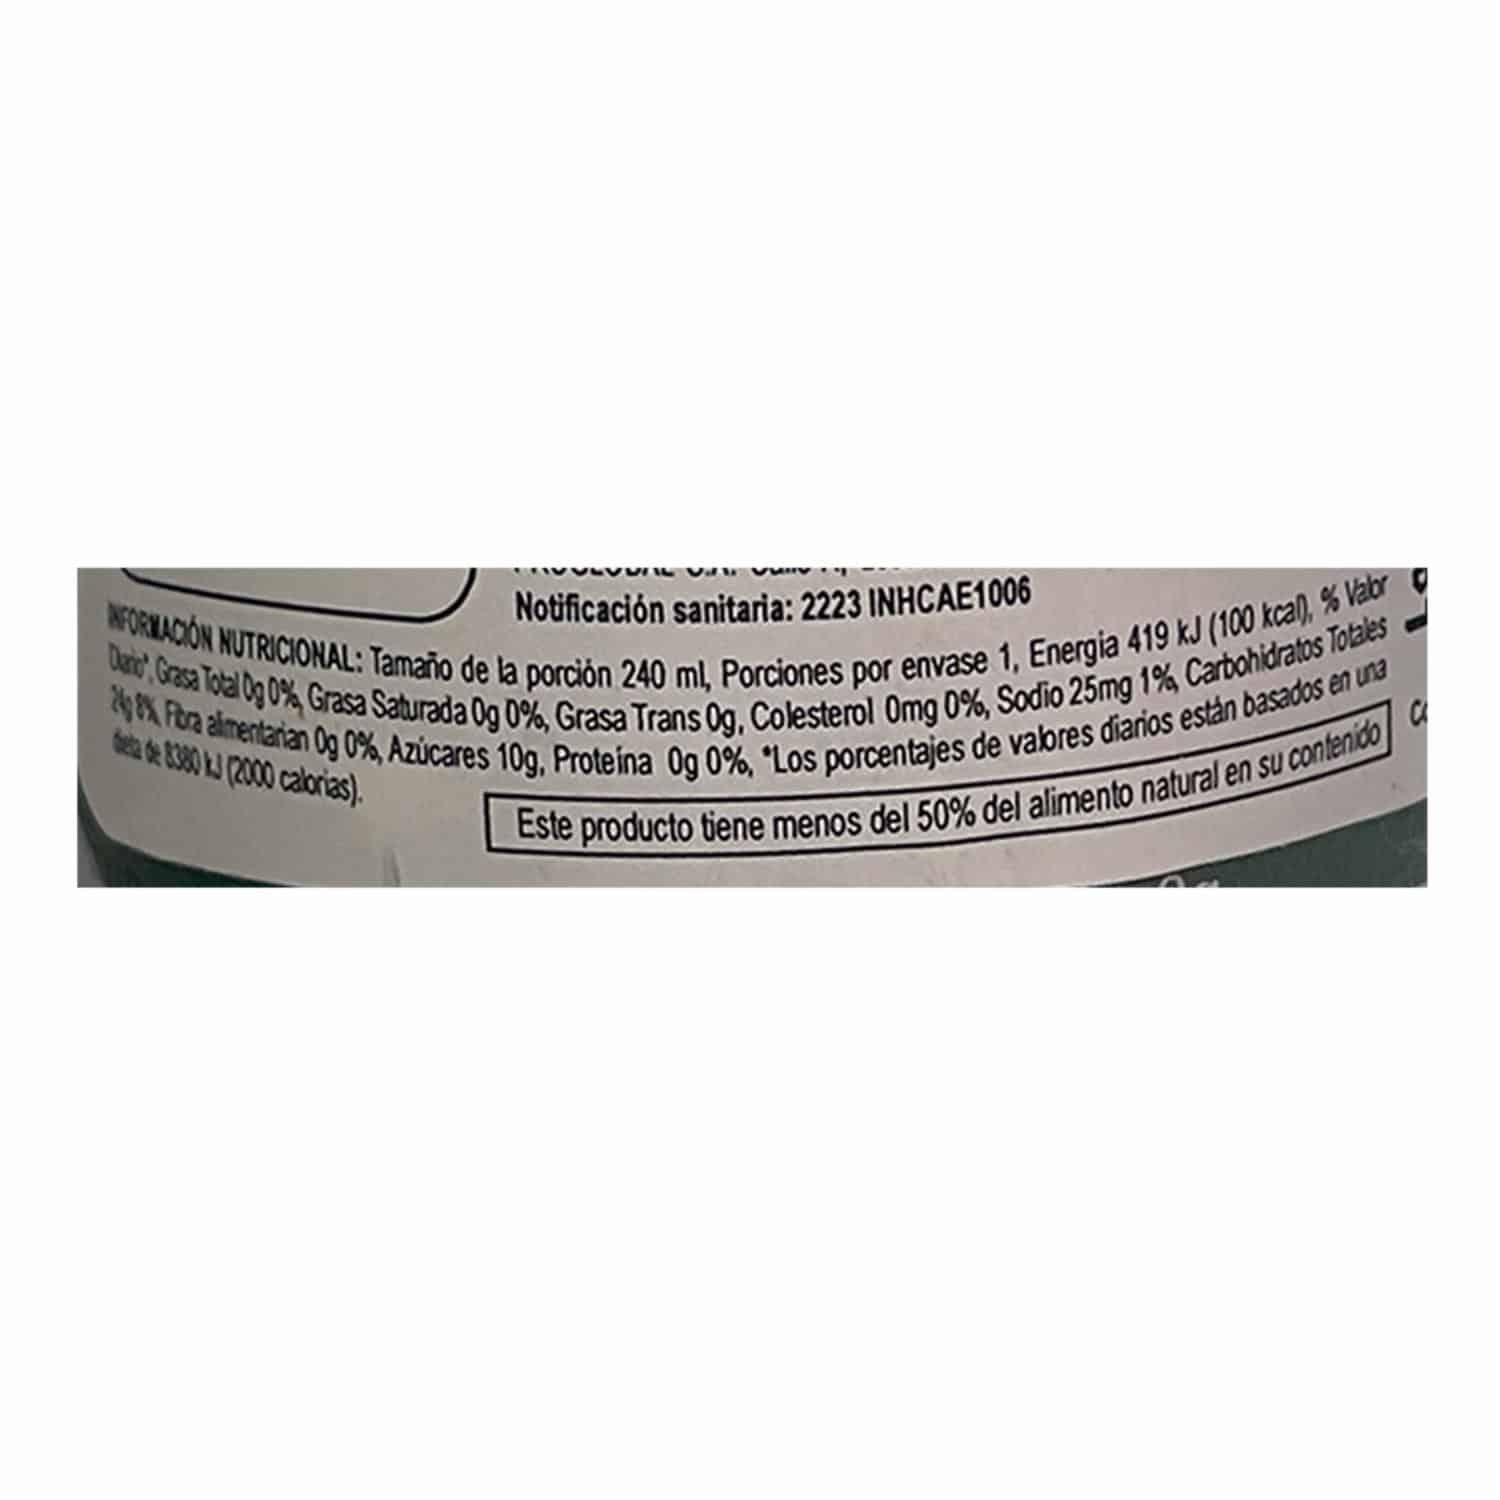 Notificación sanitaria: 2223 INHCAE1006
INFORMACIÓN NUTRICIONAL: Tamaño de la porción 240 ml, Porciones por envase 1, Energia 419 kJ (100 kcal), % Valor
Diario*, Grasa Total 0g 0%, Grasa Saturada 0g 0%, Grasa Trans 0g, Colesterol 0mg 0%, Sodio 25mg 1%, Carbohidratos Totales
24g 8%, Fibra alimentarian 0g 0%, Azúcares 10g, Proteína 0g 0%, *Los porcentajes de valores diarios están basados en una
dieta de 8380 kJ (2000 calorias).
Este producto tiene menos del 50% del alimento natural en su contenido